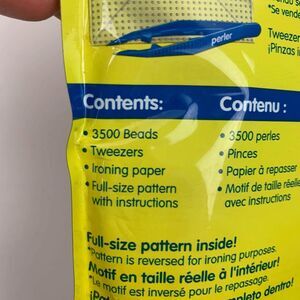 ando su
*Se vende
Tweezer
¡Pinzas i
perler
Contents:
• 3500 Beads
• Tweezers
• Ironing paper
• Full-size pattern
with instructions
Contenu :
• 3500 perles
• Pinces
• Papier à repasser
• Motif de taille réelle
avec instructions
Full-size pattern inside!
*Pattern is reversed for ironing purposes.
Motif en taille réelle à l'intérieur!
*Le motif est inversé pour le repassage.
completo dentro!